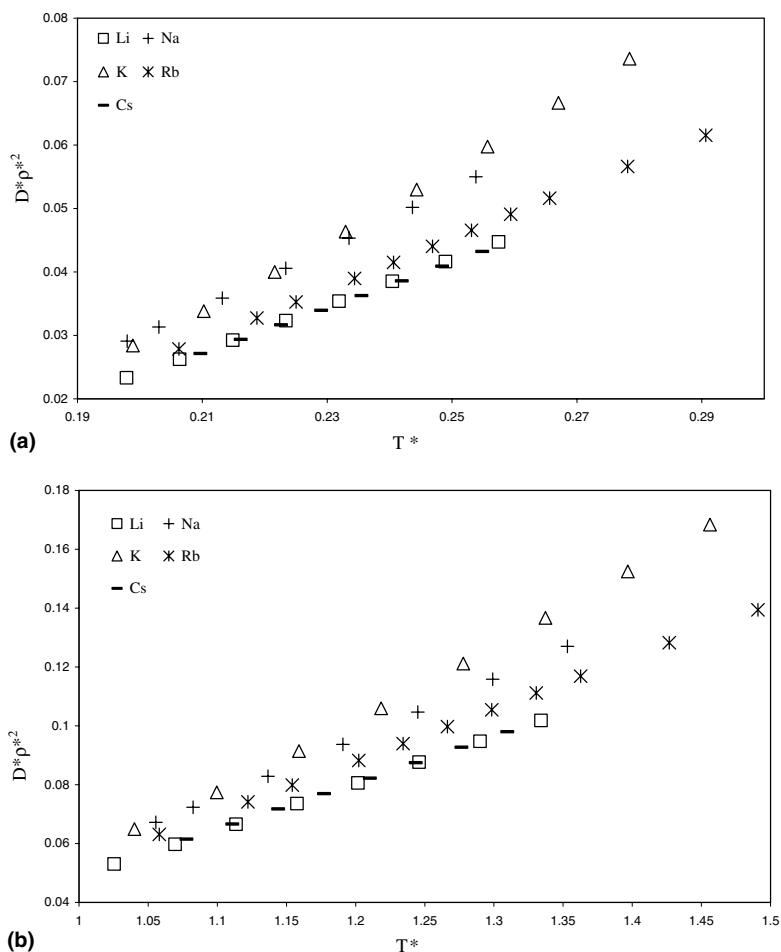 0.08
Li Na
0.07
K Rb
Cs
0.06
D*ρ*²
0.05
0.04
0.03
0.02
0.19 0.21 0.23 0.25 0.27 0.29
(a) T *
0.18
Li Na
0.16
K Rb
0.14
Cs
0.12
D*ρ*²
0.1
0.08
0.06
0.04
1 1.05 1.1 1.15 1.2 1.25 1.3 1.35 1.4 1.45 1.5
(b) T*